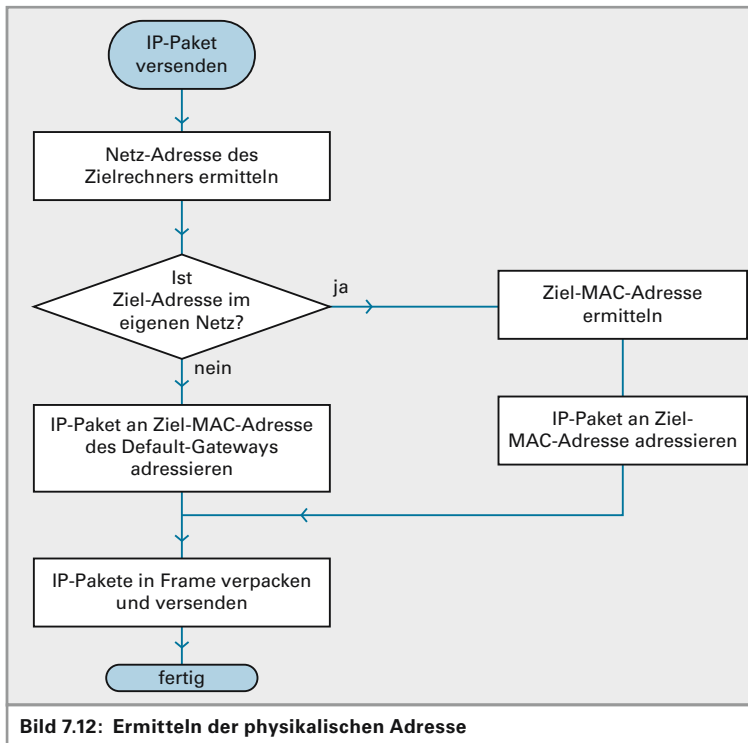 IP-Paket
versenden
Netz-Adresse des
Zielrechners ermitteln
Ist
Ziel-Adresse im
eigenen Netz?
ja
Ziel-MAC-Adresse
ermitteln
nein
IP-Paket an Ziel-MAC-Adresse
des Default-Gateways
adressieren
IP-Paket an Ziel-
MAC-Adresse adressieren
IP-Pakete in Frame verpacken
und versenden
fertig
Bild 7.12: Ermitteln der physikalischen Adresse